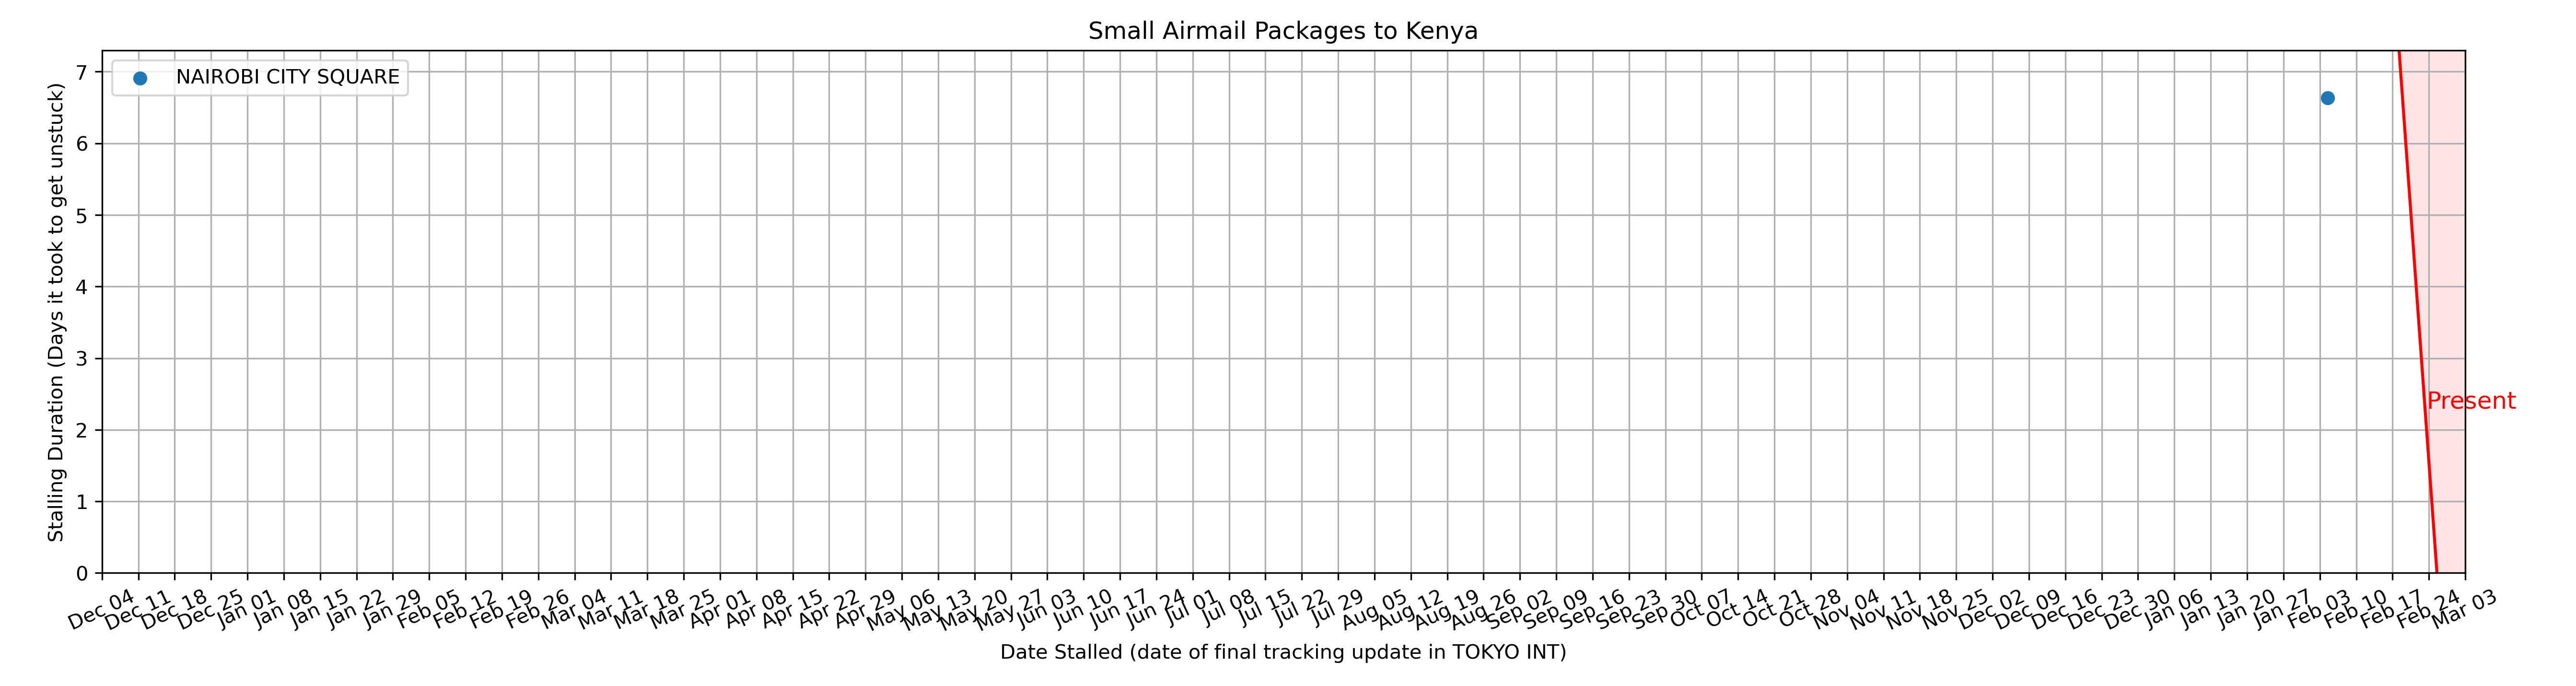 Small Airmail Packages to Kenya
NAIROBI CITY SQUARE
Stalling Duration (Days it took to get unstuck)
7
6
5
4
3
2
1
0
Present
Dec 04
Dec 11
Dec 18
Dec 25
Jan 01
Jan 08
Jan 15
Jan 22
Jan 29
Feb 05
Feb 12
Feb 19
Feb 26
Mar 04
Mar 11
Mar 18
Mar 25
Apr 01
Apr 08
Apr 15
Apr 22
Apr 29
May 06
May 13
May 20
May 27
Jun 03
Jun 10
Jun 17
Jun 24
Jul 01
Jul 08
Jul 15
Jul 22
Jul 29
Aug 05
Aug 12
Aug 19
Aug 26
Sep 02
Sep 09
Sep 16
Sep 23
Sep 30
Oct 07
Oct 14
Oct 21
Oct 28
Nov 04
Nov 11
Nov 18
Nov 25
Dec 02
Dec 09
Dec 16
Dec 23
Dec 30
Jan 06
Jan 13
Jan 20
Jan 27
Feb 03
Feb 10
Feb 17
Feb 24
Mar 03
Date Stalled (date of final tracking update in TOKYO INT)